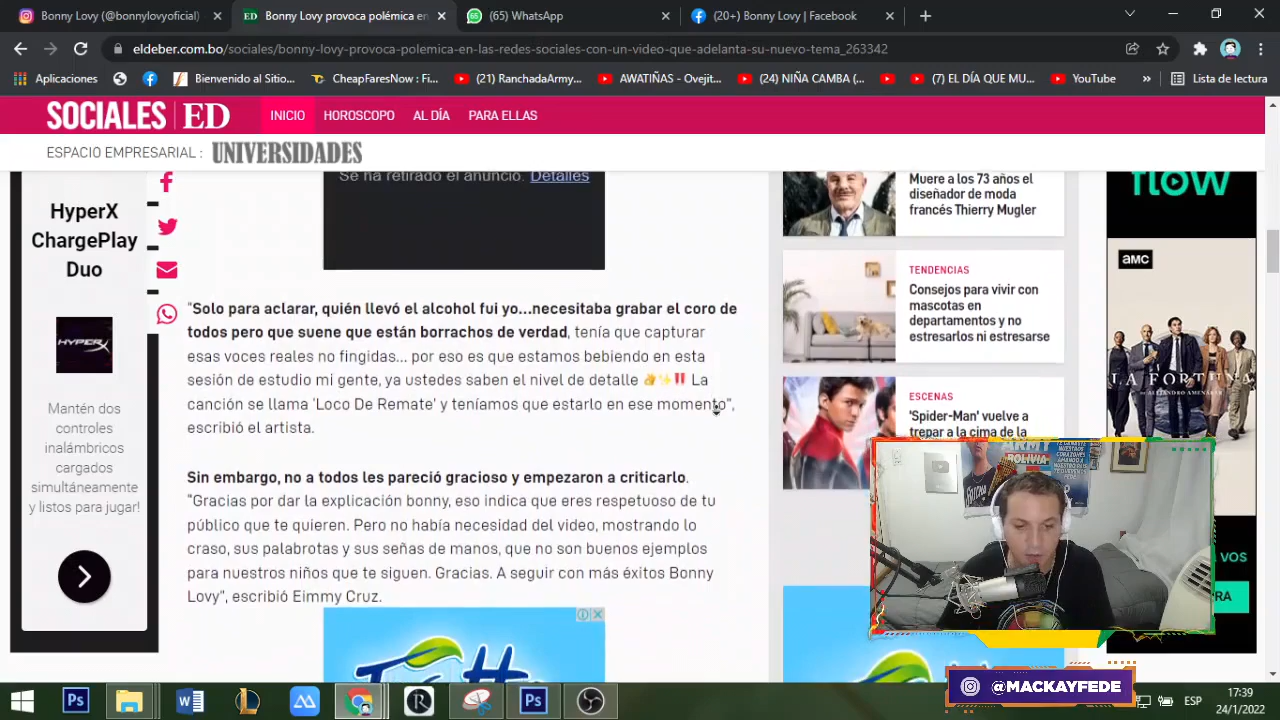 Bonny Lovy (@bonnylovyoficial)
Bonny Lovy provoca polémica en
(65) WhatsApp
(20+) Bonny Lovy | Facebook
eldeber.com.bo/sociales/bonny-lovy-provoca-polemica-en-las-redes-sociales-con-un-video-que-adelanta-su-nuevo-tema_263342
Aplicaciones
Bienvenido al Sitio...
CheapFaresNow : Fi...
(21) RanchadaArmy...
AWATIÑAS - Ovejit...
(24) NIÑA CAMBA (...
(7) EL DÍA QUE MU...
YouTube
»
Lista de lectura
SOCIALES | ED
INICIO
HOROSCOPO
AL DÍA
PARA ELLAS
ESPACIO EMPRESARIAL :
UNIVERSIDADES
HyperX
ChargePlay
Duo
HYPERX
Mantén dos
controles
inalámbricos
cargados
simultáneamente
y listos para jugar!
Se ha retirado el anuncio. Detalles
“Solo para aclarar, quién llevó el alcohol fui yo…necesitaba grabar el coro de
todos pero que suene que están borrachos de verdad, tenía que capturar
esas voces reales no fingidas… por eso es que estamos bebiendo en esta
sesión de estudio mi gente, ya ustedes saben el nivel de detalle 👌✨‼️ La
canción se llama ‘Loco De Remate’ y teníamos que estarlo en ese momento”,
escribió el artista.
Sin embargo, no a todos les pareció gracioso y empezaron a criticarlo.
“Gracias por dar la explicación bonny, eso indica que eres respetuoso de tu
público que te quieren. Pero no había necesidad del video, mostrando lo
craso, sus palabrotas y sus señas de manos, que no son buenos ejemplos
para nuestros niños que te siguen. Gracias. A seguir con más éxitos Bonny
Lovy”, escribió Eimmy Cruz.
Muere a los 73 años el
diseñador de moda
francés Thierry Mugler
TENDENCIAS
Consejos para vivir con
mascotas en
departamentos y no
estresarlos ni estresarse
ESCENAS
'Spider-Man' vuelve a
trepar a la cima de la
flow
AMC
LA FORTUNA
ARMY
BOLIVIA
VOS
RA
@MACKAYFEDE
ESP
17:39
24/1/2022